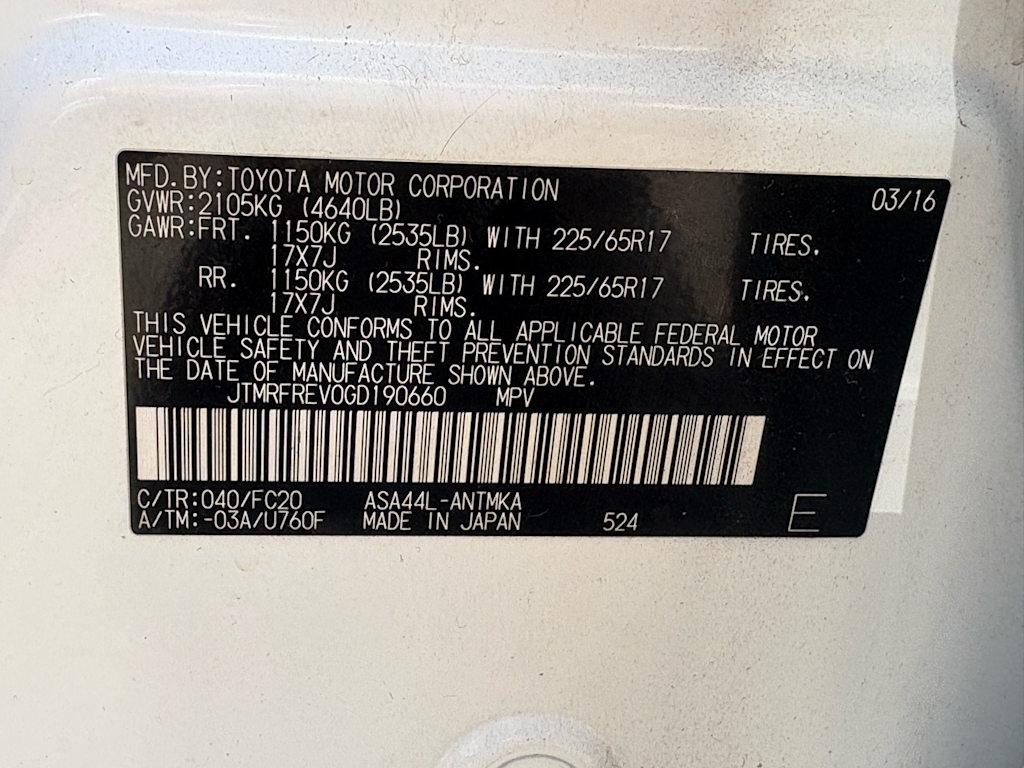 MFD.BY:TOYOTA MOTOR CORPORATION 03/16
GVWR:2105KG (4640LB)
GAWR:FRT. 1150KG (2535LB) WITH 225/65R17 TIRES.
17X7J RIMS.
RR. 1150KG (2535LB) WITH 225/65R17 TIRES.
17X7J RIMS.
THIS VEHICLE CONFORMS TO ALL APPLICABLE FEDERAL MOTOR
VEHICLE SAFETY AND THEFT PREVENTION STANDARDS IN EFFECT ON
THE DATE OF MANUFACTURE SHOWN ABOVE.
JTMRFREV0GD190660 MPV
C/TR:040/FC20 ASA44L-ANTMKA
A/TM:-03A/U760F MADE IN JAPAN 524 E